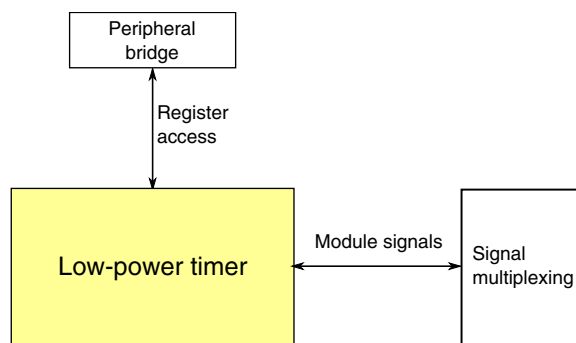 Peripheral
bridge
Register
access
Low-power timer
Module signals
Signal
multiplexing